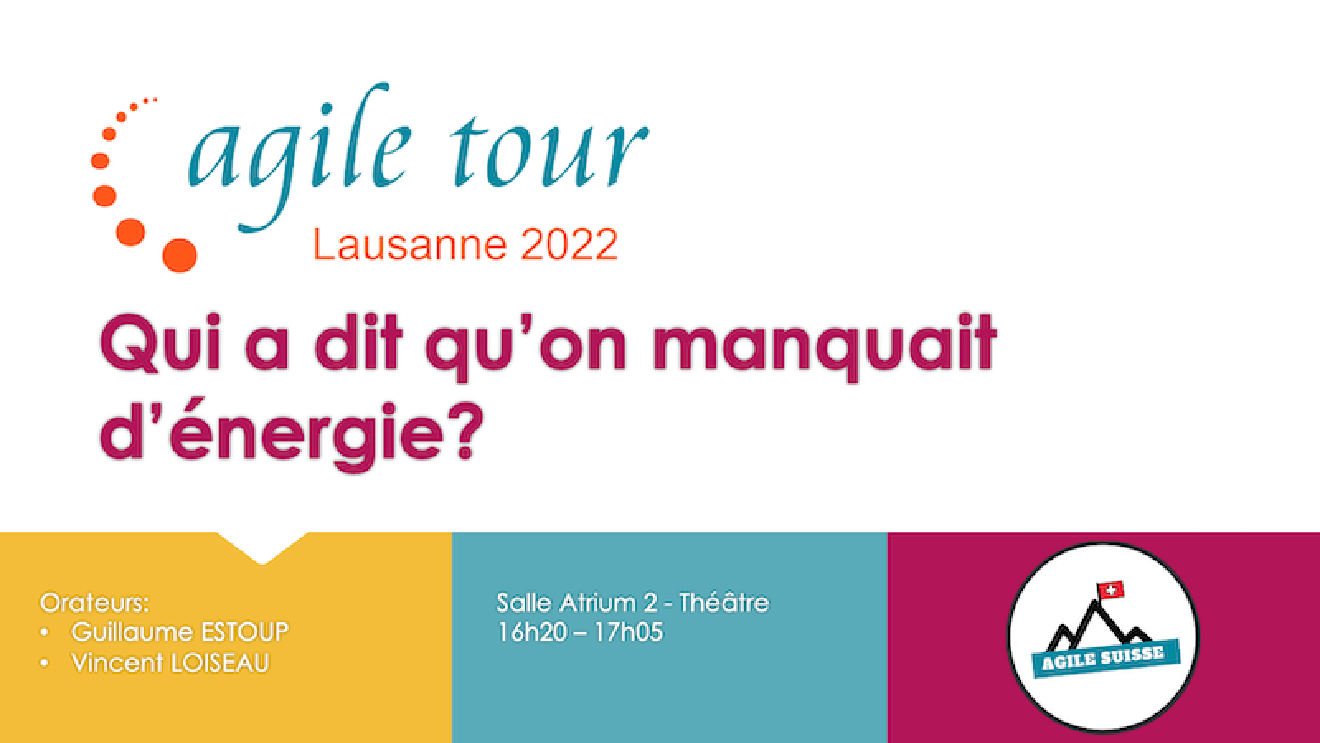 agile tour
Lausanne 2022
Qui a dit qu’on manquait
d’énergie?
Orateurs:
• Guillaume ESTOUP
• Vincent LOISEAU
Salle Atrium 2 - Théâtre
16h20 – 17h05
AGILE SUISSE